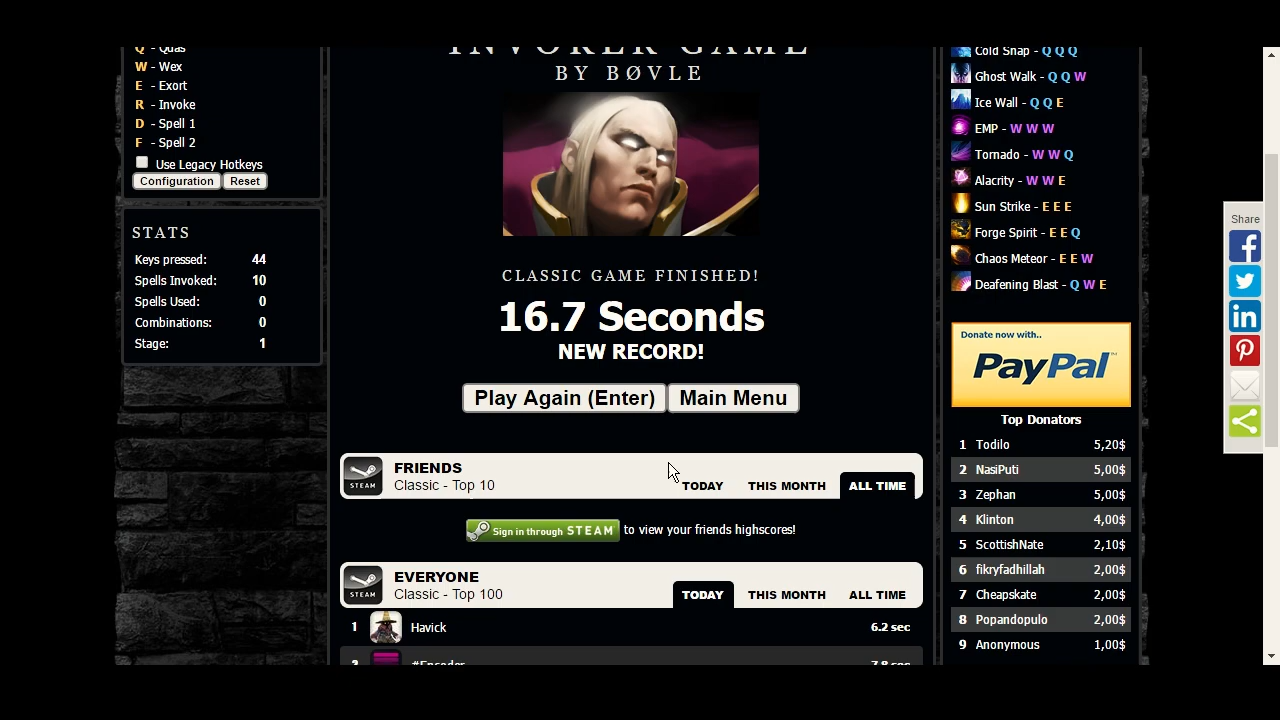 Q - Quas
W - Wex
E - Exort
R - Invoke
D - Spell 1
F - Spell 2
Use Legacy Hotkeys
Configuration Reset
STATS
Keys pressed: 44
Spells Invoked: 10
Spells Used: 0
Combinations: 0
Stage: 1
INVOKER GAME
BY BØVLE
CLASSIC GAME FINISHED!
16.7 Seconds
NEW RECORD!
Play Again (Enter) Main Menu
STEAM
FRIENDS
Classic - Top 10
TODAY THIS MONTH ALL TIME
Sign in through STEAM to view your friends highscores!
STEAM
EVERYONE
Classic - Top 100
TODAY THIS MONTH ALL TIME
1 Havick 6.2 sec
Cold Snap - Q Q Q
Ghost Walk - Q Q W
Ice Wall - Q Q E
EMP - W W W
Tornado - W W Q
Alacrity - W W E
Sun Strike - E E E
Forge Spirit - E E Q
Chaos Meteor - E E W
Deafening Blast - Q W E
Donate now with..
PayPal
Top Donators
1 Todilo 5,20$
2 NasiPuti 5,00$
3 Zephan 5,00$
4 Klinton 4,00$
5 ScottishNate 2,10$
6 fikryfadhillah 2,00$
7 Cheapskate 2,00$
8 Popandopulo 2,00$
9 Anonymous 1,00$
Share